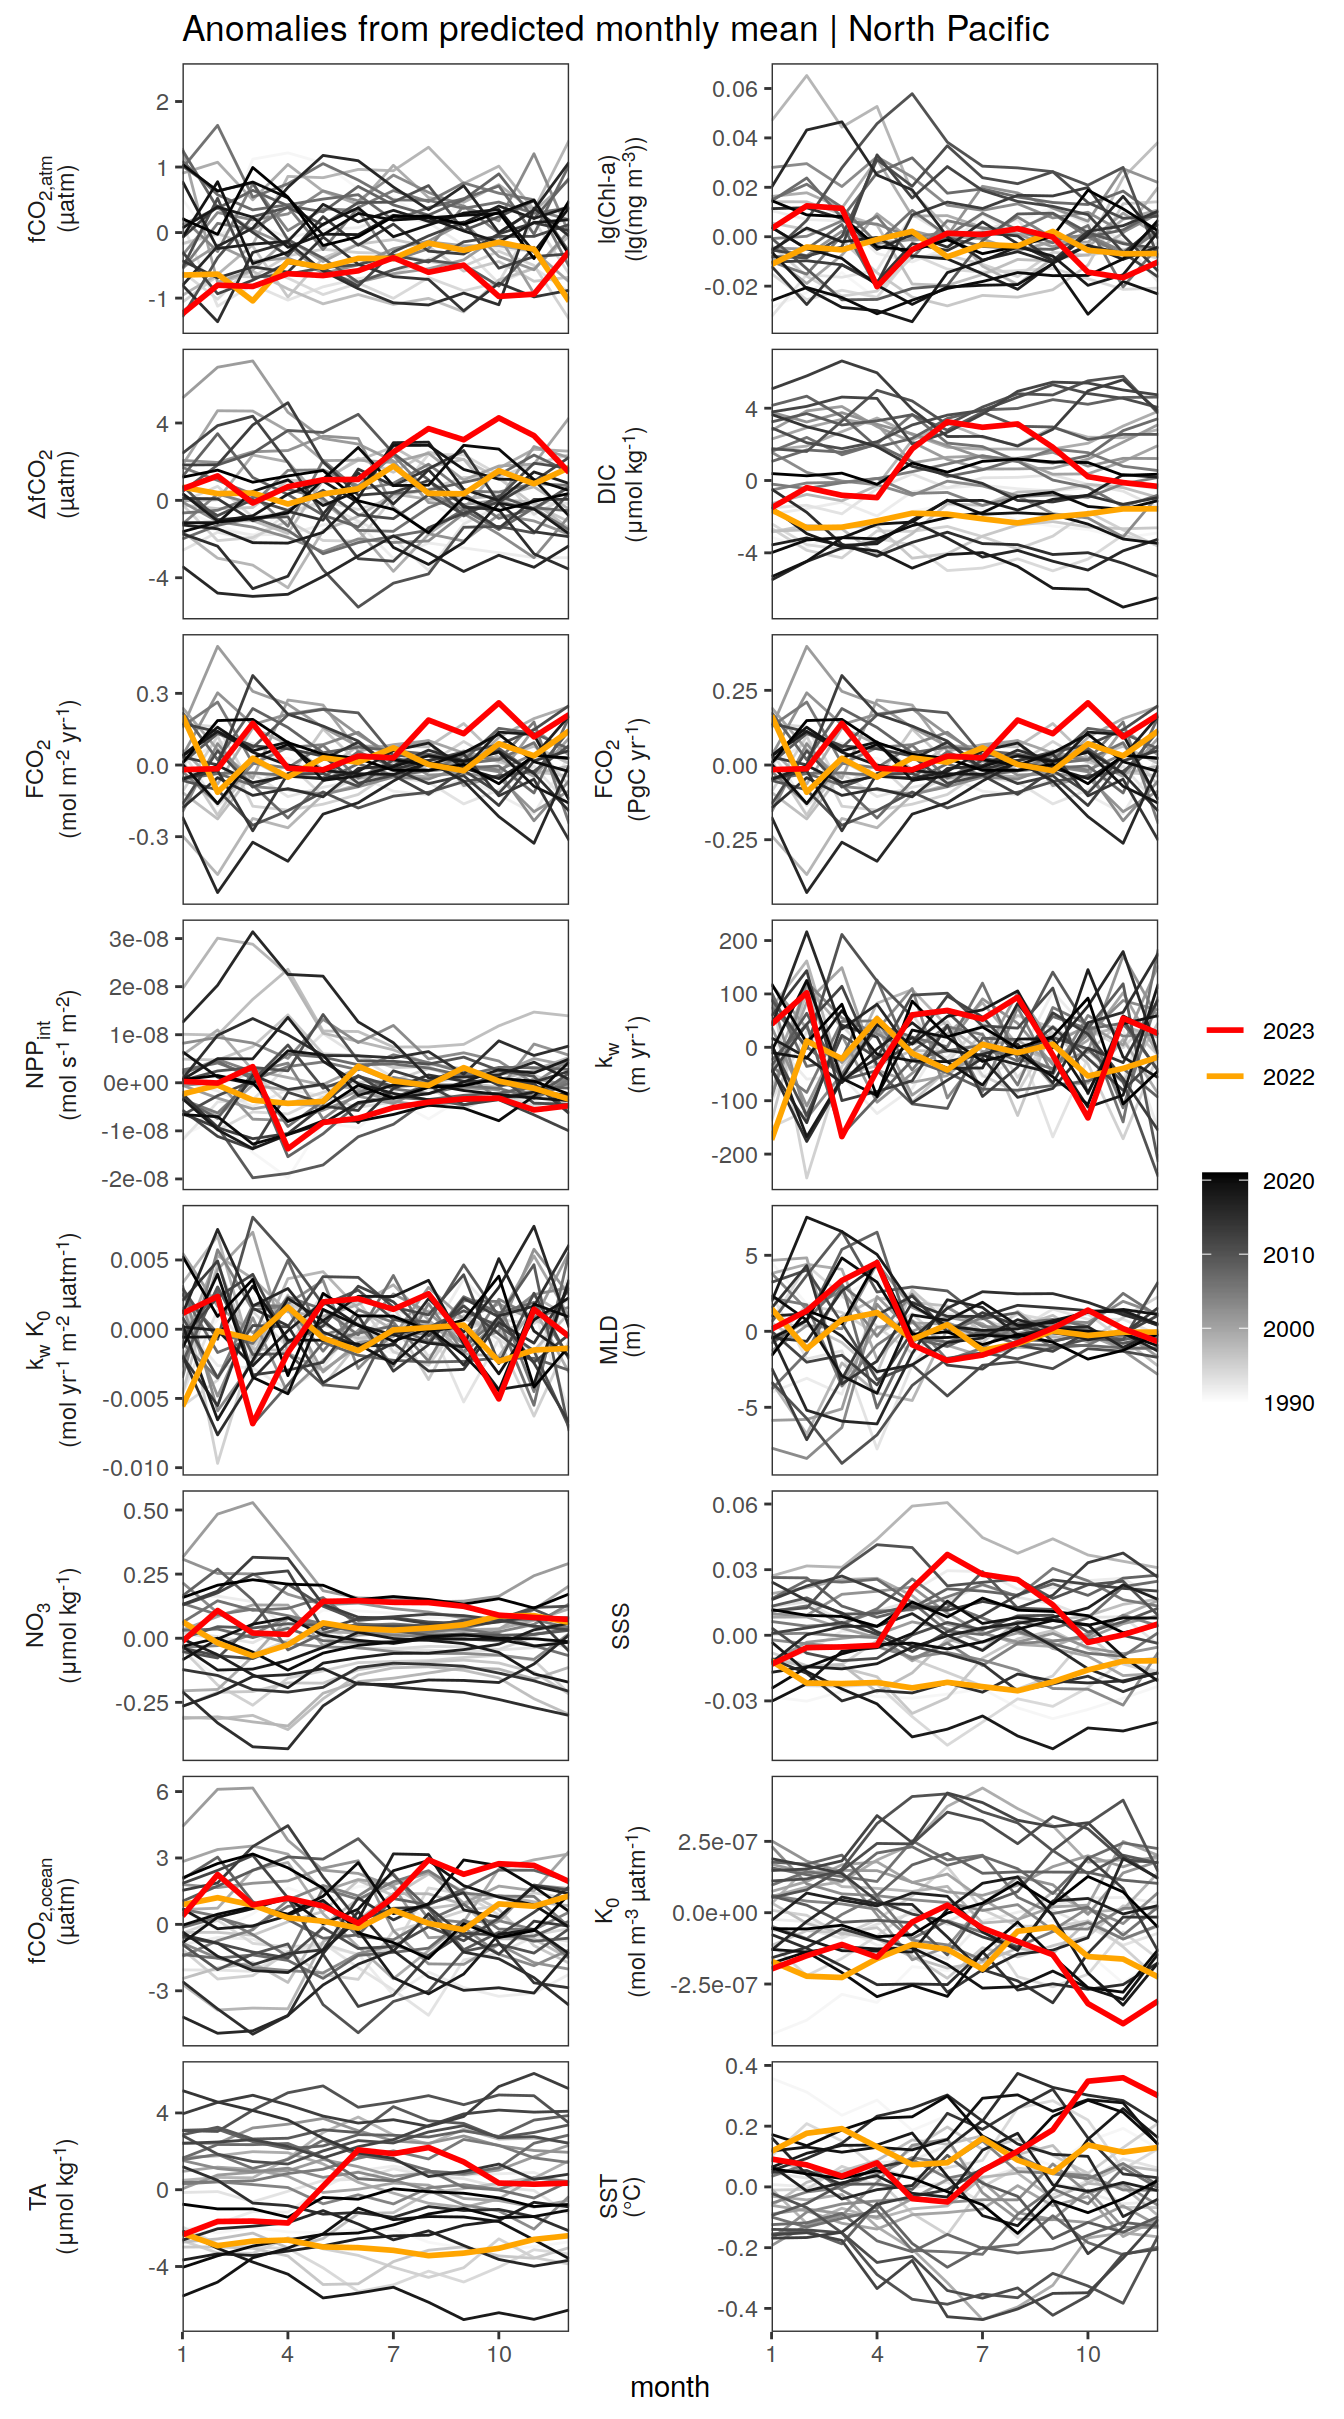 Anomalies from predicted monthly mean | North Pacific
fCO2,atm
(µatm)
2
1
0
-1
lg(Chl-a)
(lg(mg m-3))
0.06
0.04
0.02
0.00
-0.02
ΔfCO2
(µatm)
4
0
-4
DIC
(µmol kg-1)
4
0
-4
FCO2
(mol m-2 yr-1)
0.3
0.0
-0.3
FCO2
(PgC yr-1)
0.25
0.00
-0.25
NPPint
(mol s-1 m-2)
3e-08
2e-08
1e-08
0e+00
-1e-08
-2e-08
kw
(m yr-1)
200
100
0
-100
-200
2023
2022
2020
2010
2000
1990
kw K0
(mol yr-1 m-2 µatm-1)
0.005
0.000
-0.005
-0.010
MLD
(m)
5
0
-5
NO3
(µmol kg-1)
0.50
0.25
0.00
-0.25
SSS
0.06
0.03
0.00
-0.03
fCO2,ocean
(µatm)
6
3
0
-3
K0
(mol m-3 µatm-1)
2.5e-07
0.0e+00
-2.5e-07
TA
(µmol kg-1)
4
0
-4
SST
(°C)
0.4
0.2
0.0
-0.2
-0.4
1 4 7 10
1 4 7 10
month